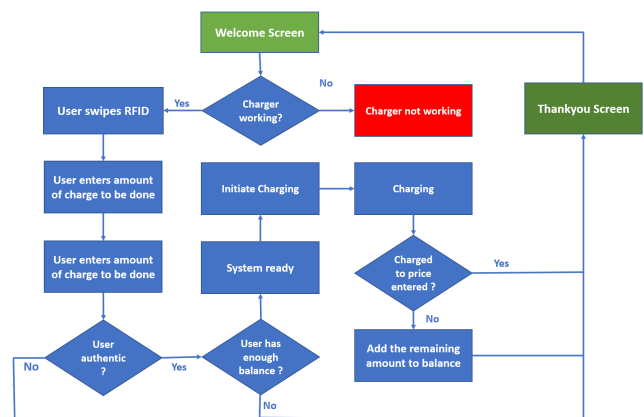 Welcome Screen
No
Yes
User swipes RFID
Charger
working?
Charger not working
Thankyou Screen
User enters amount
of charge to be done
Initiate Charging
Charging
User enters amount
of charge to be done
System ready
Charged
to price
entered ?
Yes
No
User
authentic
?
No
Yes
User has
enough
balance ?
Add the remaining
amount to balance
No